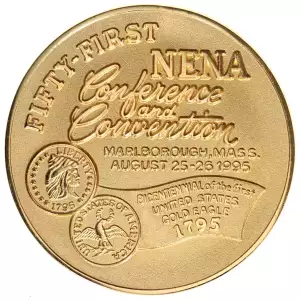 FIFTY-FIRST
NENA
Conference
and
Convention
MARLBOROUGH, MASS.
AUGUST 25-26 1995
LIBERTY
1795
BICENTENNIAL of the first
UNITED STATES
GOLD EAGLE
1795
UNITED STATES OF AMERICA